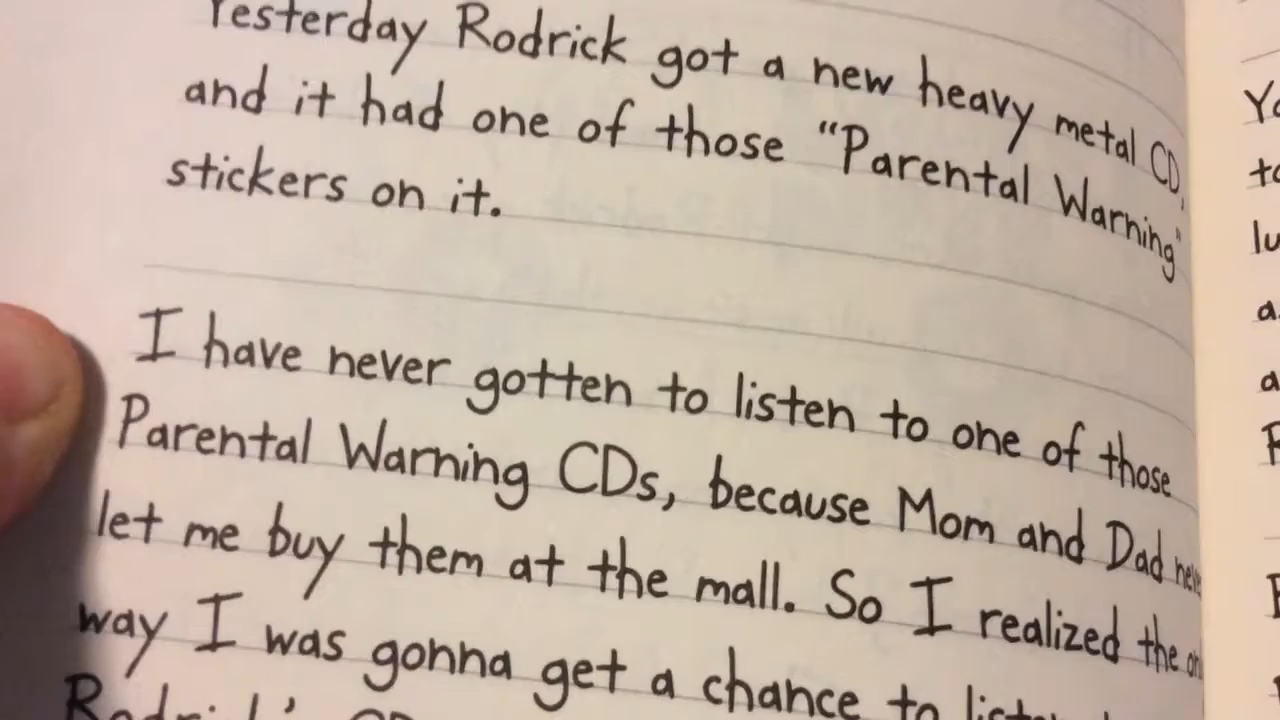 Yesterday Rodrick got a new heavy metal CD,
and it had one of those "Parental Warning"
stickers on it.
I have never gotten to listen to one of those
Parental Warning CDs, because Mom and Dad
let me buy them at the mall. So I realized the
way I was gonna get a chance to